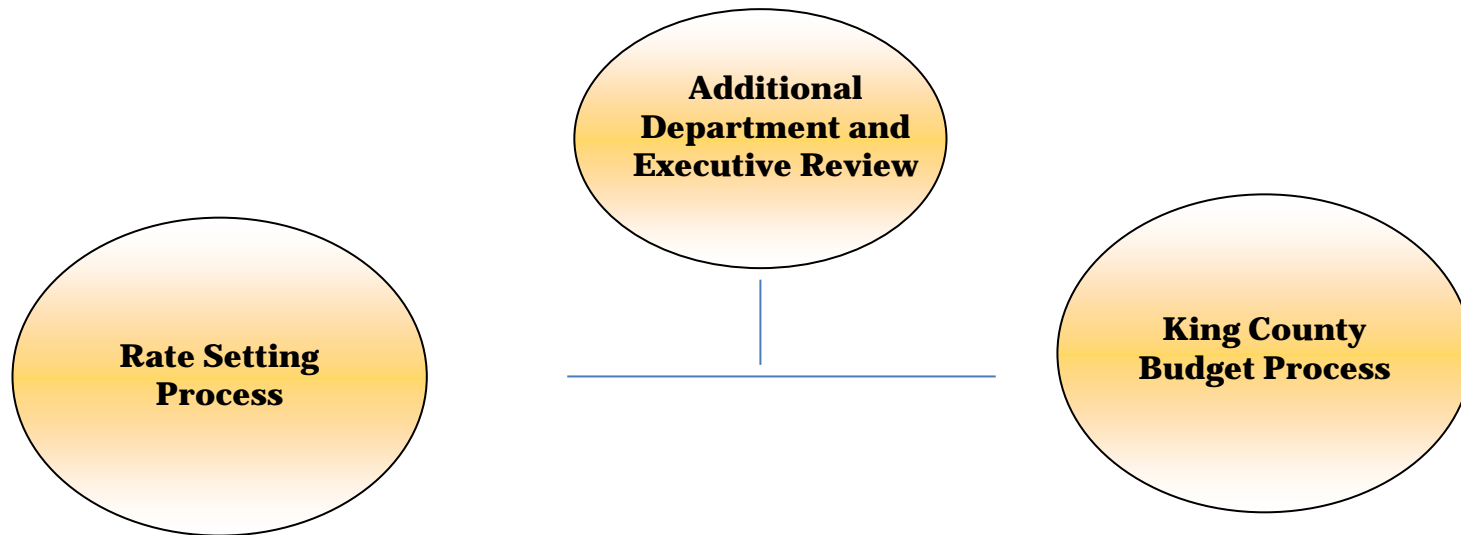 Additional
Department and
Executive Review
Rate Setting
Process
King County
Budget Process